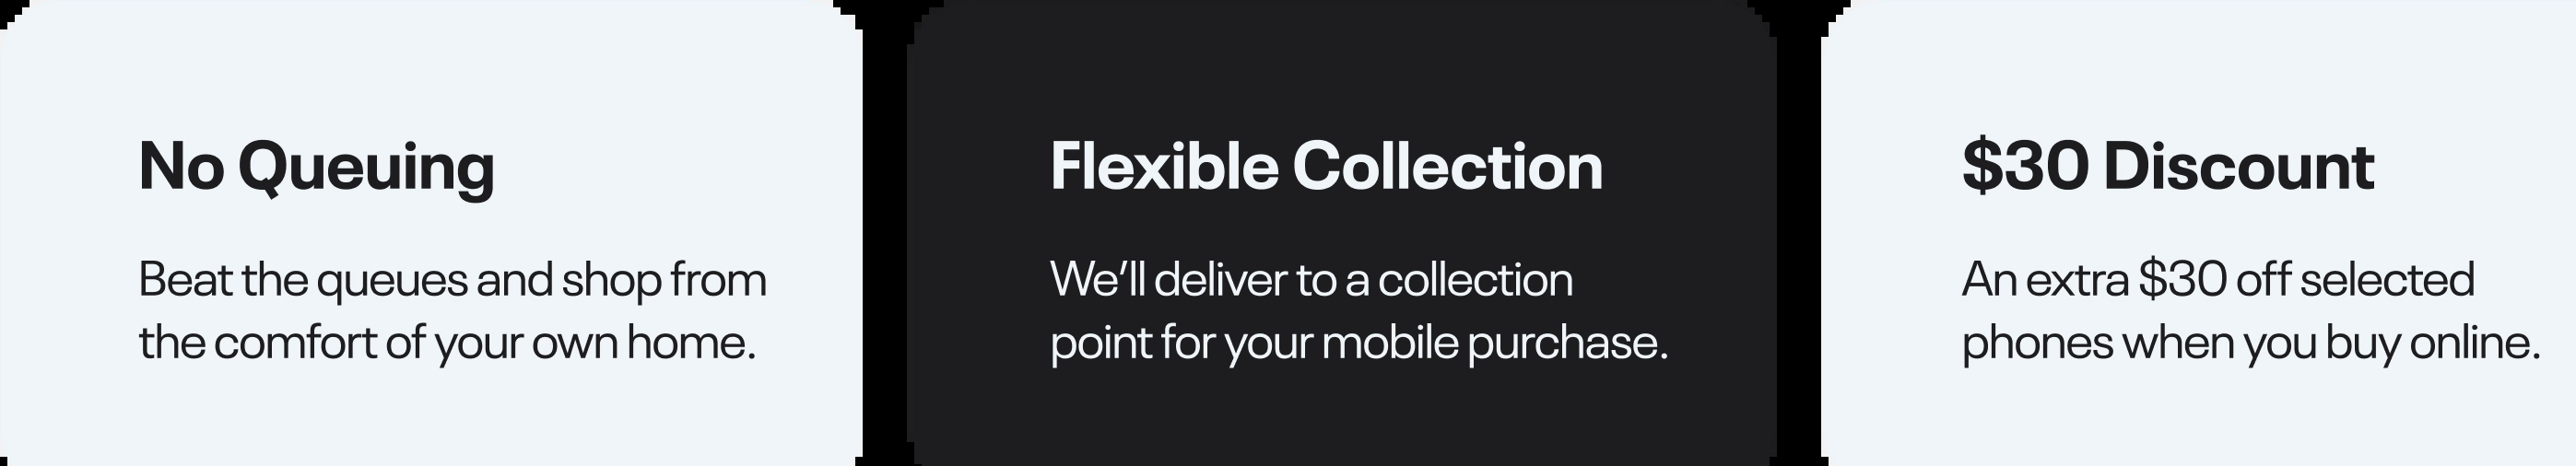 No Queuing
Beat the queues and shop from
the comfort of your own home.
Flexible Collection
We’ll deliver to a collection
point for your mobile purchase.
$30 Discount
An extra $30 off selected
phones when you buy online.